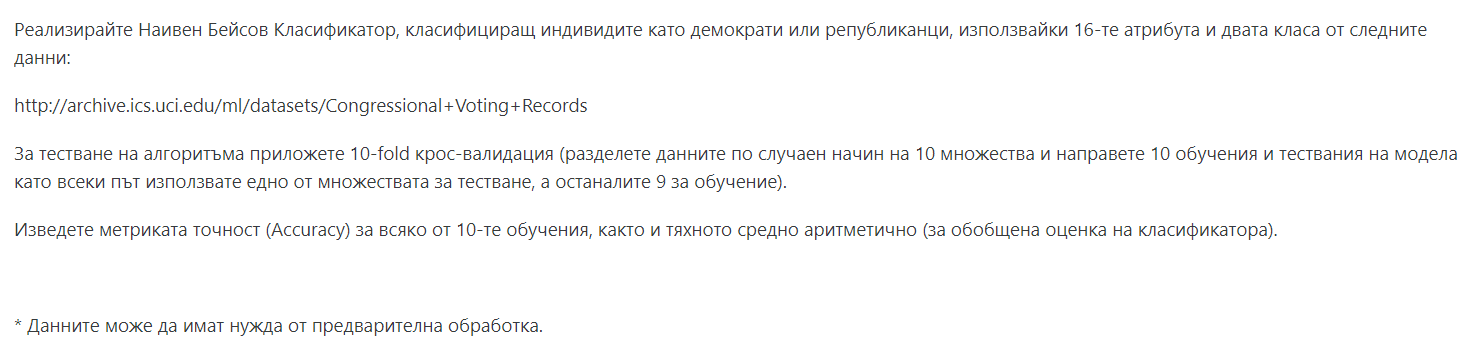 Реализирайте Наивен Бейсов Класификатор, класифициращ индивидите като демократи или републиканци, използвайки 16-те атрибута и двата класа от следните
данни:
http://archive.ics.uci.edu/ml/datasets/Congressional+Voting+Records
За тестване на алгоритъма приложете 10-fold крос-валидация (разделете данните по случаен начин на 10 множества и направете 10 обучения и тествания на модела
като всеки път използвате едно от множествата за тестване, а останалите 9 за обучение).
Изведете метриката точност (Accuracy) за всяко от 10-те обучения, както и тяхното средно аритметично (за обобщена оценка на класификатора).
* Данните може да имат нужда от предварителна обработка.